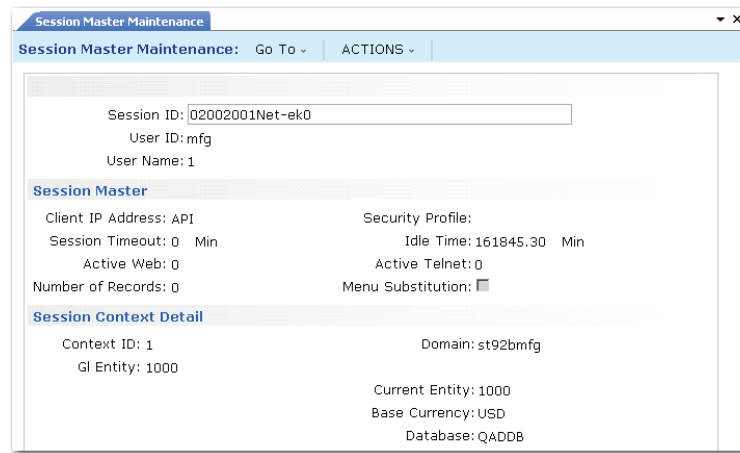 Session Master Maintenance
Session Master Maintenance: Go To ACTIONS
Session ID: 02002001Net-ek0
User ID: mfg
User Name: 1
Session Master
Client IP Address: API Security Profile:
Session Timeout: 0 Min Idle Time: 161845.30 Min
Active Web: 0 Active Telnet: 0
Number of Records: 0 Menu Substitution:
Session Context Detail
Context ID: 1 Domain: st92bmfg
Gl Entity: 1000
Current Entity: 1000
Base Currency: USD
Database: QADDB